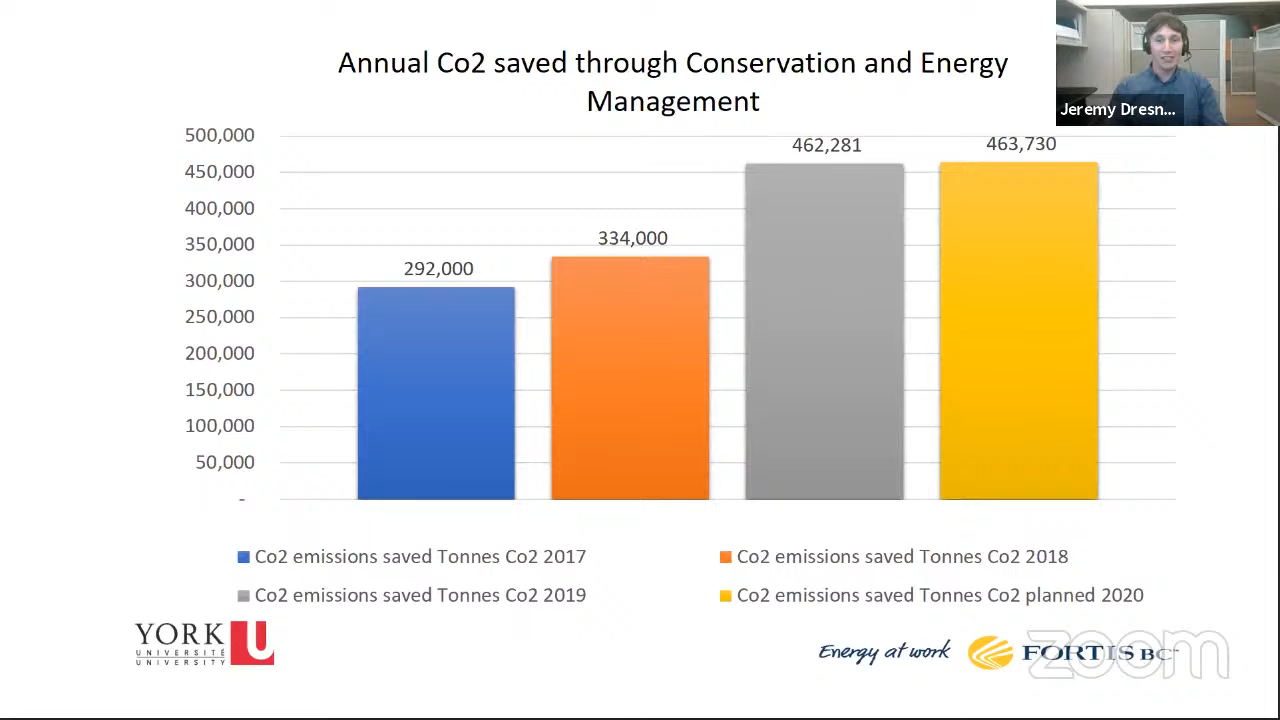 Annual Co2 saved through Conservation and Energy
Management
Jeremy Dresn...
500,000
450,000
400,000
350,000
300,000
250,000
200,000
150,000
100,000
50,000
-
292,000
334,000
462,281
463,730
Co2 emissions saved Tonnes Co2 2017
Co2 emissions saved Tonnes Co2 2018
Co2 emissions saved Tonnes Co2 2019
Co2 emissions saved Tonnes Co2 planned 2020
YORK U
UNIVERSITÉ
UNIVERSITY
Energy at work
FORTIS BC™
zoom